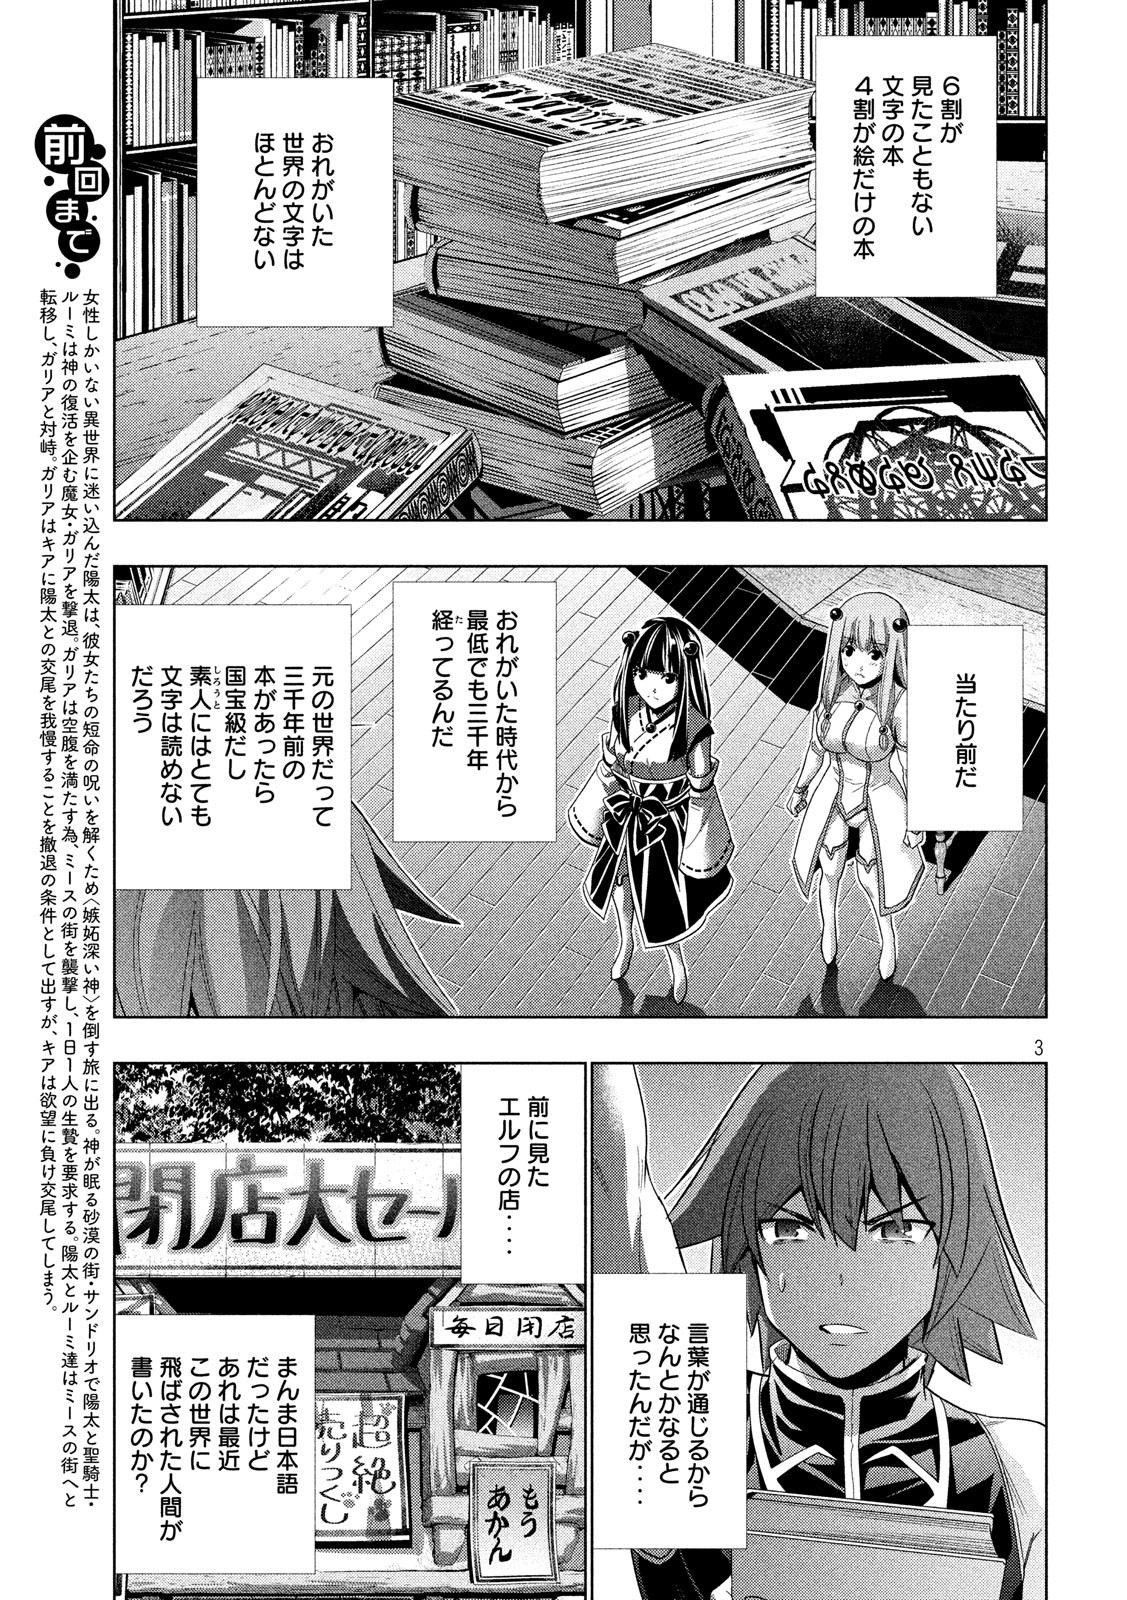 6割が
見たこともない
文字の本
4割が絵だけの本
おれがいた
世界の文字は
ほとんどない
当たり前だ
おれがいた時代から
最低でも三千年
経ってるんだ
た
元の世界だって
三千年前の
本があったら
国宝級だし
素人にはとても
しろうと
文字は読めない
だろう
3
言葉が通じるから
なんとかなると
思ったんだが‥‥
前に見た
エルフの店‥‥
閉店大セール
毎日閉店
超絶
売りつくし
もう
あかん
まんま日本語
だったけど
あれは最近
この世界に
飛ばされた人間が
書いたのか?
前回まで
女性しかいない異世界に迷い込んだ陽太は、彼女たちの短命の呪いを解くため〈嫉妬深い神〉を倒す旅に出る。神が眠る砂漠の街・サンドリオで陽太と聖騎士・
ルーミは神の復活を企む魔女・ガリアを撃退。ガリアは空腹を満たす為、ミースの街を襲撃し、1日1人の生贄を要求する。陽太とルーミ達はミースの街へと
転移し、ガリアと対峙。ガリアはキアに陽太との交尾を我慢することを撤退の条件として出すが、キアは欲望に負け交尾してしまう。